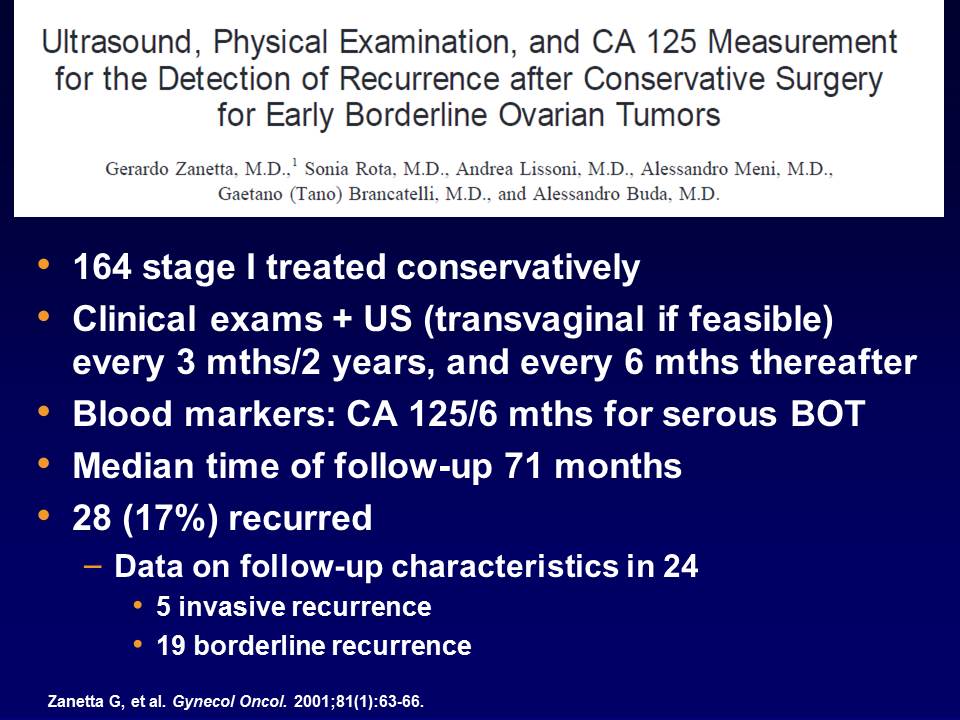 Ultrasound, Physical Examination, and CA 125 Measurement
for the Detection of Recurrence after Conservative Surgery
for Early Borderline Ovarian Tumors
Gerardo Zanetta, M.D.,¹ Sonia Rota, M.D., Andrea Lissoni, M.D., Alessandro Meni, M.D.,
Gaetano (Tano) Brancatelli, M.D., and Alessandro Buda, M.D.
• 164 stage I treated conservatively
• Clinical exams + US (transvaginal if feasible)
every 3 mths/2 years, and every 6 mths thereafter
• Blood markers: CA 125/6 mths for serous BOT
• Median time of follow-up 71 months
• 28 (17%) recurred
– Data on follow-up characteristics in 24
• 5 invasive recurrence
• 19 borderline recurrence
Zanetta G, et al. Gynecol Oncol. 2001;81(1):63-66.